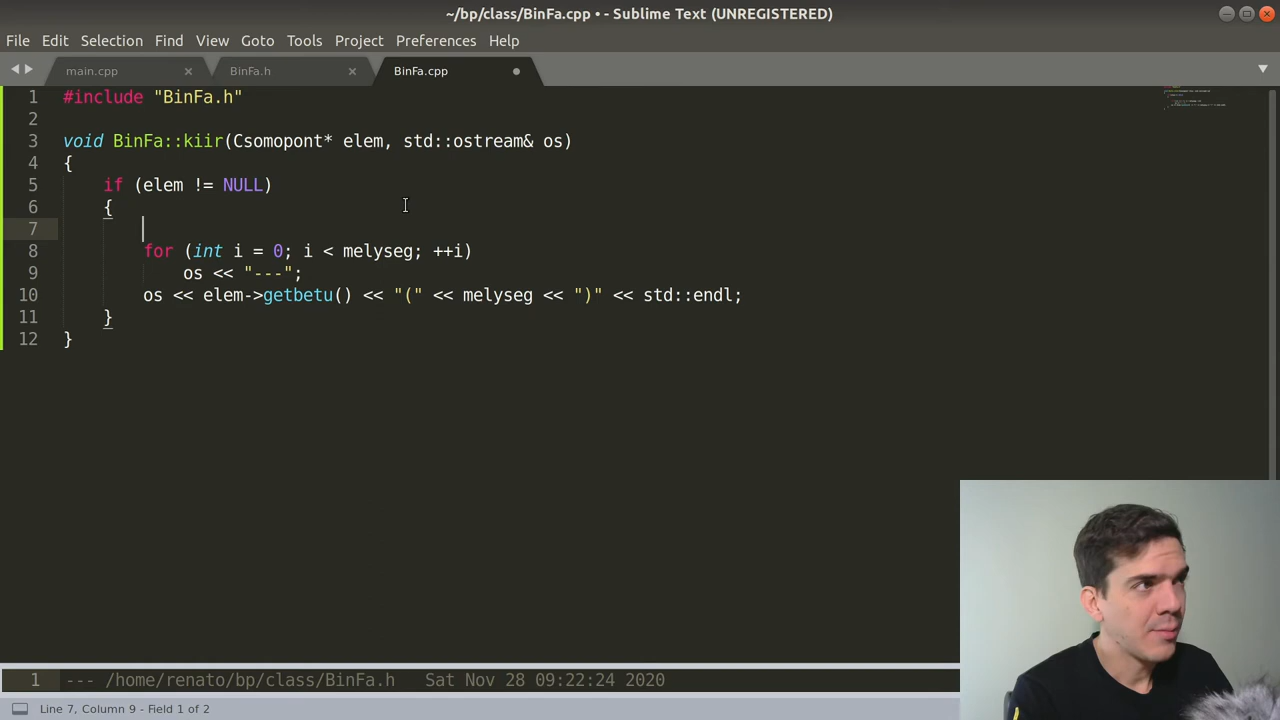 ~/bp/class/BinFa.cpp • - Sublime Text (UNREGISTERED)
File Edit Selection Find View Goto Tools Project Preferences Help
main.cpp × BinFa.h × BinFa.cpp
1 #include "BinFa.h"
2
3 void BinFa::kiir(Csomopont* elem, std::ostream& os)
4 {
5 if (elem != NULL)
6 {
7
8 for (int i = 0; i < melyseg; ++i)
9 os << "---";
10 os << elem->getbetu() << "(" << melyseg << ")" << std::endl;
11 }
12 }
1 --- /home/renato/bp/class/BinFa.h Sat Nov 28 09:22:24 2020
Line 7, Column 9 - Field 1 of 2